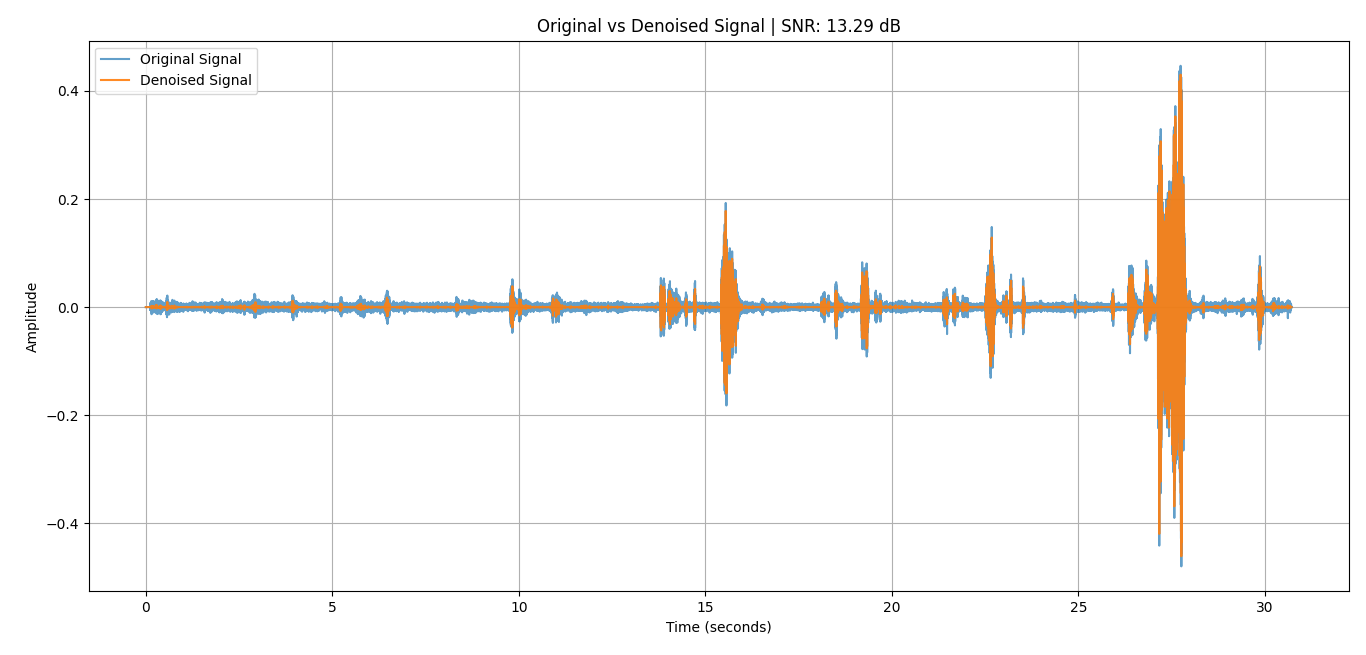 Original vs Denoised Signal | SNR: 13.29 dB
Original Signal
Denoised Signal
0.4
0.2
0.0
−0.2
−0.4
Amplitude
0 5 10 15 20 25 30
Time (seconds)